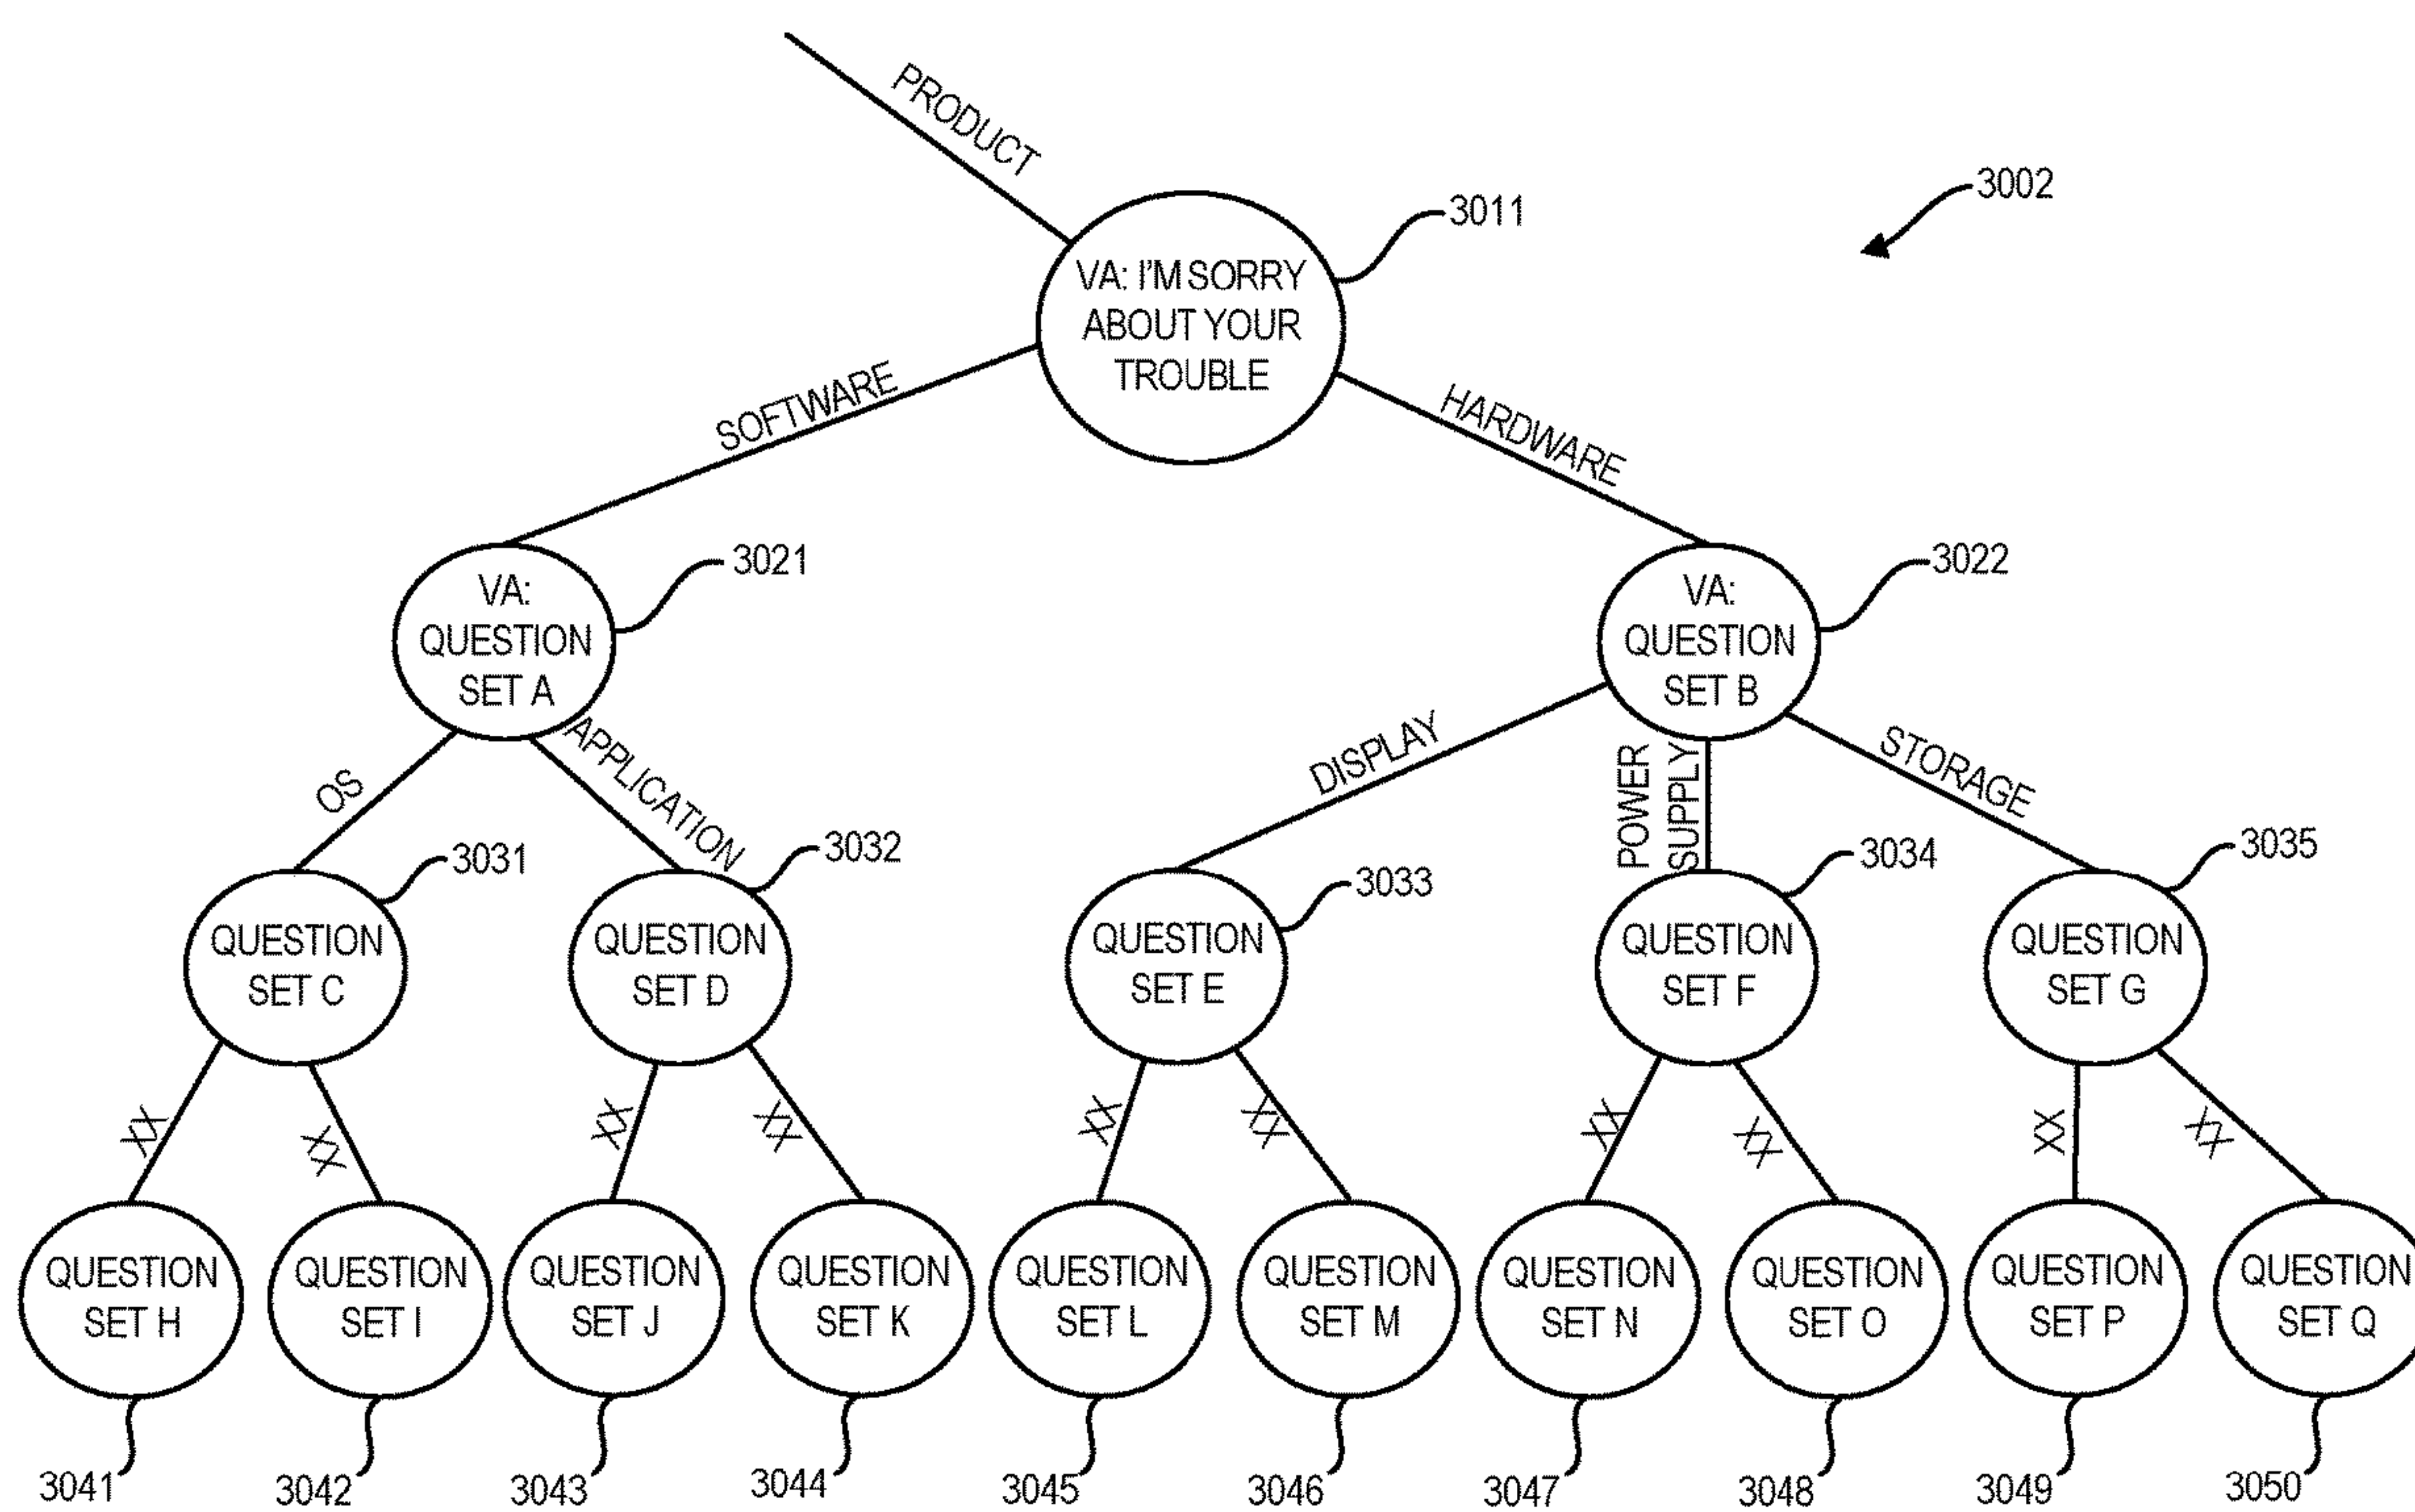 PRODUCT
3002
3011
VA: I'M SORRY
ABOUT YOUR
TROUBLE
SOFTWARE
HARDWARE
3021
VA:
QUESTION
SET A
3022
VA:
QUESTION
SET B
OS
APPLICATION
DISPLAY
POWER
SUPPLY
STORAGE
3031
QUESTION
SET C
3032
QUESTION
SET D
3033
QUESTION
SET E
3034
QUESTION
SET F
3035
QUESTION
SET G
XX
XX
XX
XX
XX
XX
XX
XX
XX
XX
QUESTION
SET H
QUESTION
SET I
QUESTION
SET J
QUESTION
SET K
QUESTION
SET L
QUESTION
SET M
QUESTION
SET N
QUESTION
SET O
QUESTION
SET P
QUESTION
SET Q
3041
3042
3043
3044
3045
3046
3047
3048
3049
3050